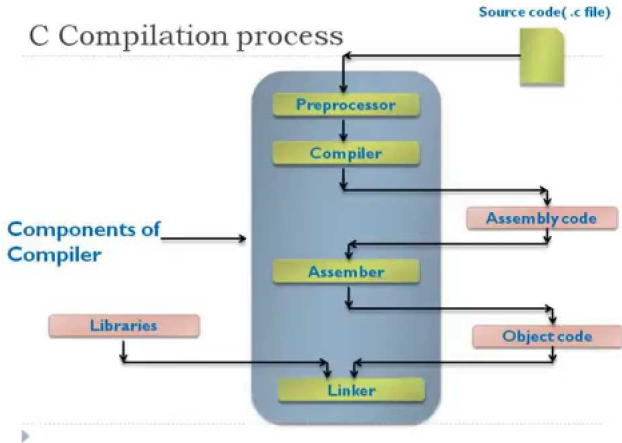 Source code( .c file)
C Compilation process
Preprocessor
Compiler
Assembly code
Components of
Compiler
Assember
Libraries
Object code
Linker